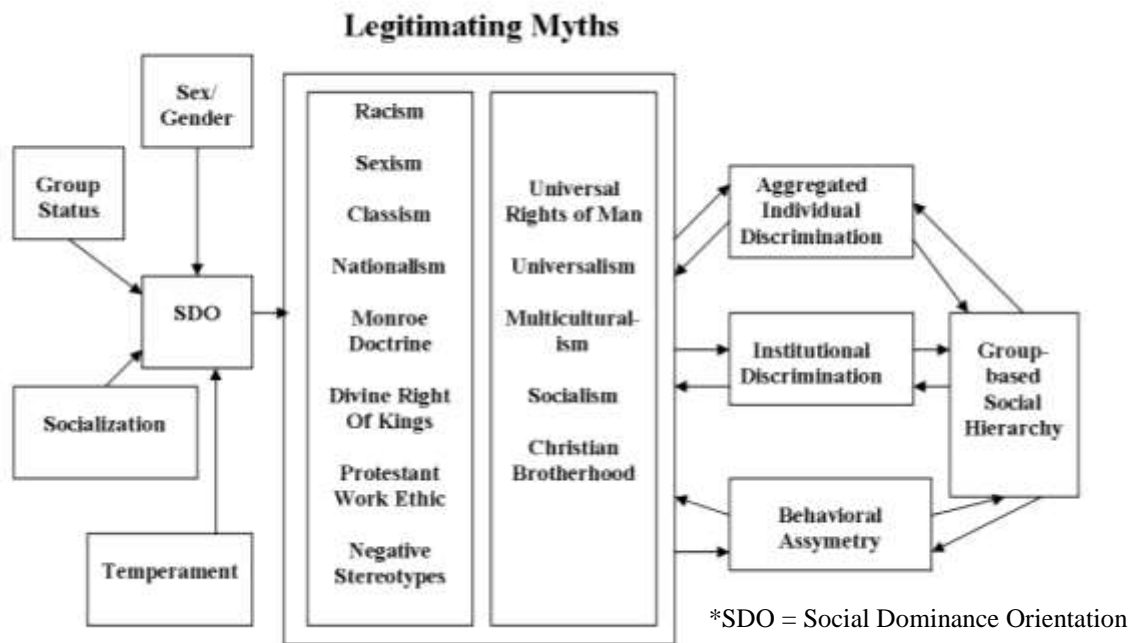 Legitimating Myths
Sex/
Gender
Group
Status
SDO
Socialization
Temperament
Racism
Sexism
Classism
Nationalism
Monroe
Doctrine
Divine Right
Of Kings
Protestant
Work Ethic
Negative
Stereotypes
Universal
Rights of Man
Universalism
Multicultural-
ism
Socialism
Christian
Brotherhood
Aggregated
Individual
Discrimination
Institutional
Discrimination
Behavioral
Assymetry
Group-
based
Social
Hierarchy
*SDO = Social Dominance Orientation